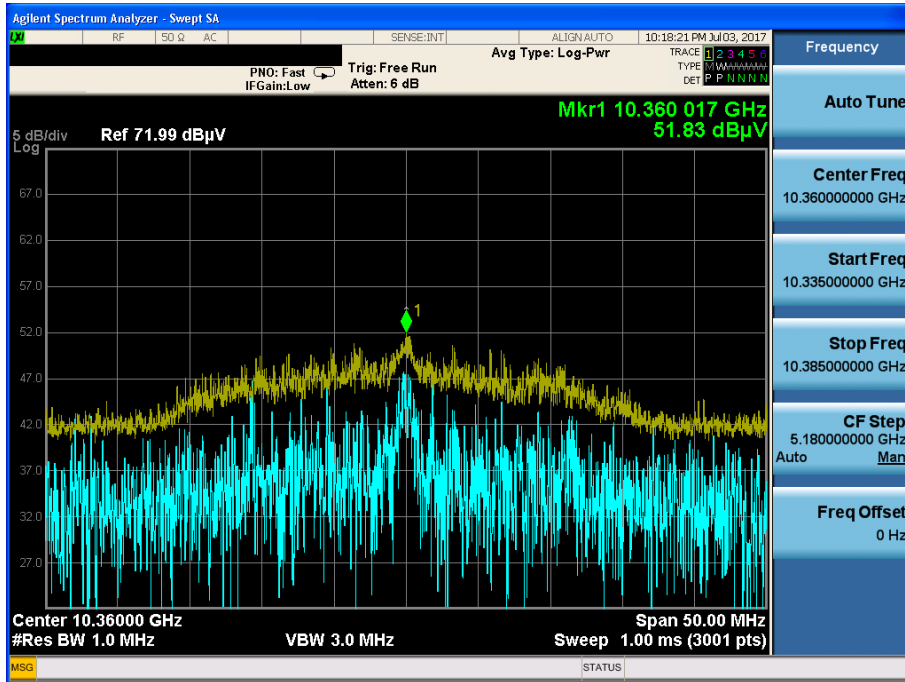 Agilent Spectrum Analyzer - Swept SA
LXI RF 50 Ω AC SENSE:INT ALIGN AUTO 10:18:21 PM Jul 03, 2017
Frequency
Avg Type: Log-Pwr
TRACE 1 2 3 4 5 6
PNO: Fast Trig: Free Run
TYPE M WWWWW
IFGain:Low Atten: 6 dB
DET P P N N N N
Auto Tune
Mkr1 10.360 017 GHz
51.83 dBµV
5 dB/div Ref 71.99 dBµV
Log
Center Freq
10.360000000 GHz
67.0
62.0
Start Freq
10.335000000 GHz
57.0
1
52.0
Stop Freq
10.385000000 GHz
47.0
42.0
CF Step
5.180000000 GHz
Auto Man
37.0
32.0
Freq Offset
0 Hz
27.0
Center 10.36000 GHz Span 50.00 MHz
#Res BW 1.0 MHz VBW 3.0 MHz Sweep 1.00 ms (3001 pts)
MSG STATUS